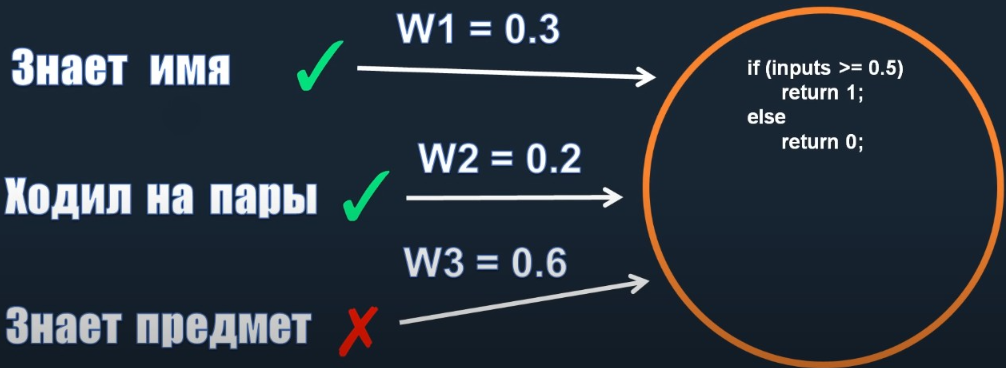 W1 = 0.3
Знает имя
if (inputs >= 0.5)
return 1;
else
return 0;
W2 = 0.2
Ходил на пары
W3 = 0.6
Знает предмет